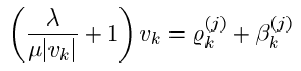 \left( \frac{\lambda}{\mu |v_k|} + 1 \right) v_k = \varrho_k^{(j)} + \beta_k^{(j)}